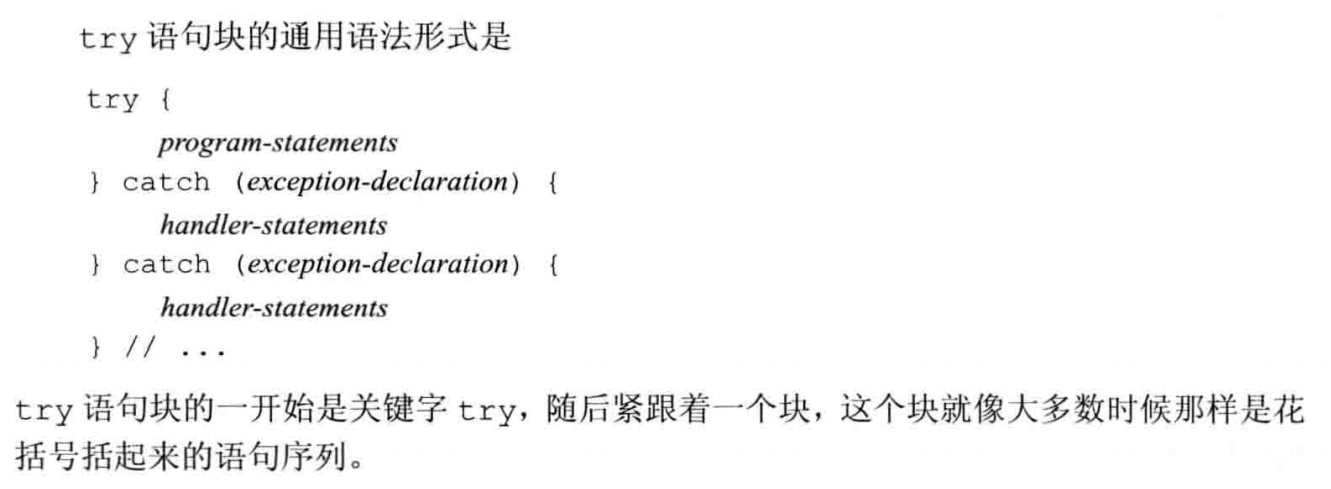 try 语句块的通用语法形式是
try {
program-statements
} catch (exception-declaration) {
handler-statements
} catch (exception-declaration) {
handler-statements
} // ...
try 语句块的一开始是关键字 try，随后紧跟着一个块，这个块就像大多数时候那样是花
括号括起来的语句序列。